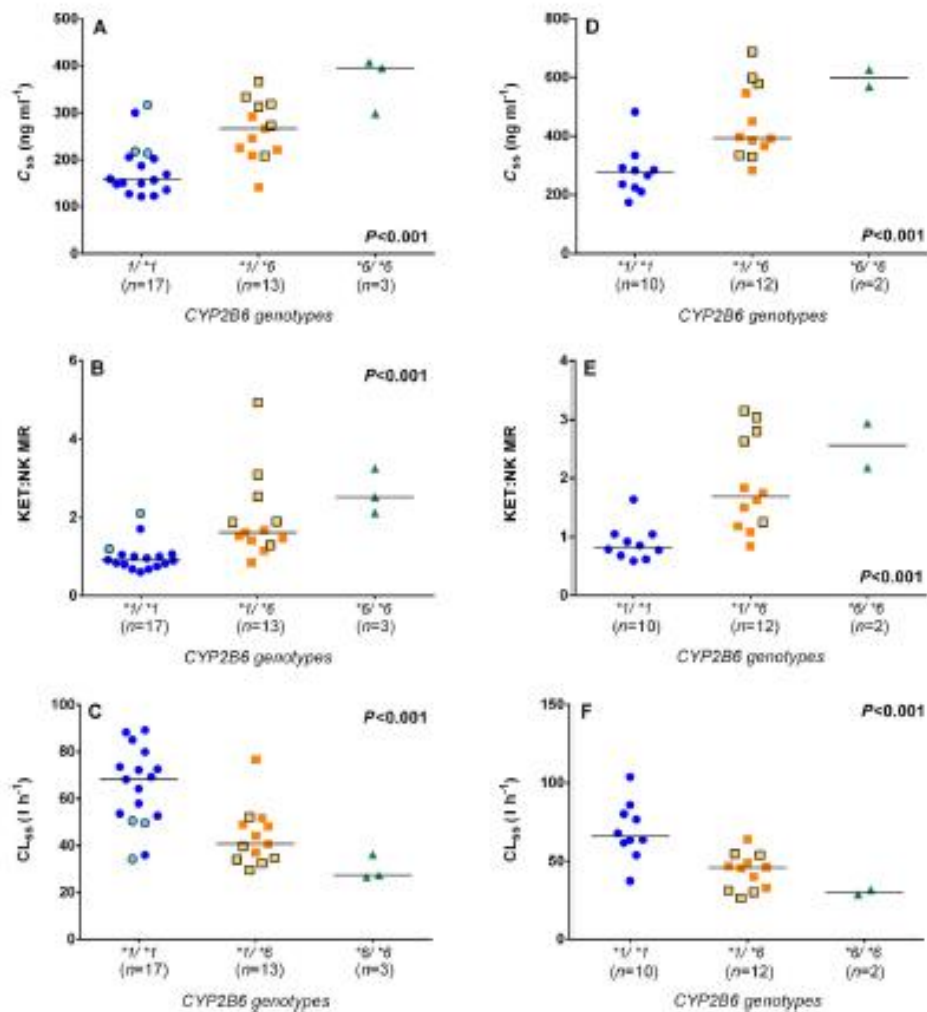 A
500
400
300
200
100
0
Css (ng ml⁻¹)
1/ *1
(n=17)
*1/ *6
(n=13)
*6/ *6
(n=3)
P<0.001
CYP2B6 genotypes
D
800
600
400
200
0
Css (ng ml⁻¹)
*1/ *1
(n=10)
*1/ *6
(n=12)
*6/ *6
(n=2)
P<0.001
CYP2B6 genotypes
B
6
4
2
0
KET:NK MR
P<0.001
*1/ *1
(n=17)
*1/ *6
(n=13)
*6/ *6
(n=3)
CYP2B6 genotypes
E
4
3
2
1
0
KET:NK MR
P<0.001
*1/ *1
(n=10)
*1/ *6
(n=12)
*6/ *6
(n=2)
CYP2B6 genotypes
C
100
80
60
40
20
0
CLss (l h⁻¹)
P<0.001
*1/ *1
(n=17)
*1/ *6
(n=13)
*6/ *6
(n=3)
CYP2B6 genotypes
F
150
100
50
0
CLss (l h⁻¹)
P<0.001
*1/ *1
(n=10)
*1/ *6
(n=12)
*6/ *6
(n=2)
CYP2B6 genotypes